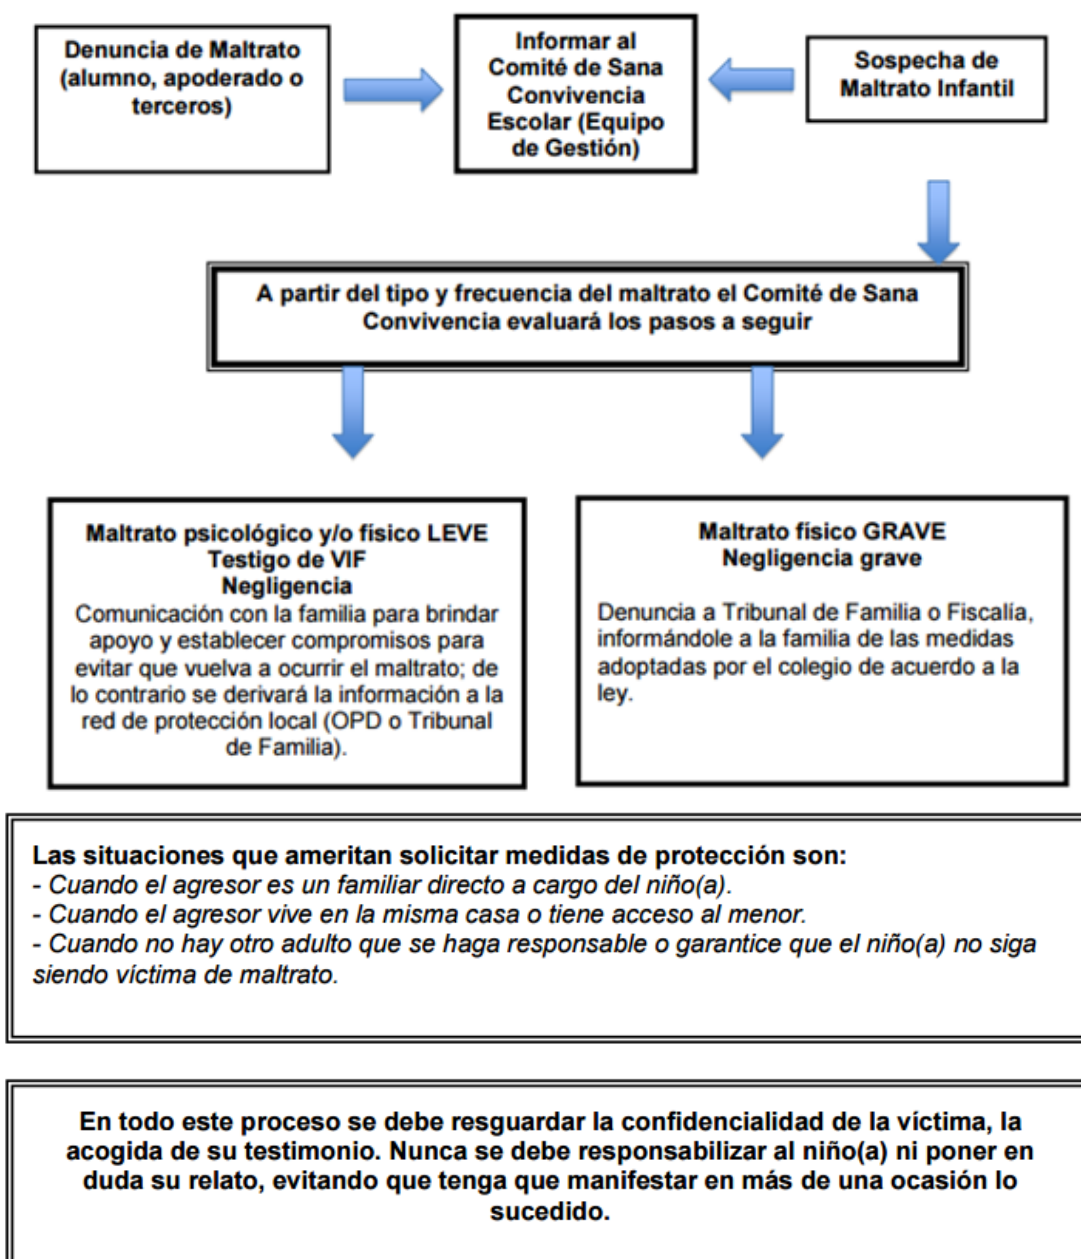 Denuncia de Maltrato
(alumno, apoderado o
terceros)
Informar al
Comité de Sana
Convivencia
Escolar (Equipo
de Gestión)
Sospecha de
Maltrato Infantil
A partir del tipo y frecuencia del maltrato el Comité de Sana
Convivencia evaluará los pasos a seguir
Maltrato psicológico y/o físico LEVE
Testigo de VIF
Negligencia
Comunicación con la familia para brindar
apoyo y establecer compromisos para
evitar que vuelva a ocurrir el maltrato; de
lo contrario se derivará la información a la
red de protección local (OPD o Tribunal
de Familia).
Maltrato físico GRAVE
Negligencia grave
Denuncia a Tribunal de Familia o Fiscalía,
informándole a la familia de las medidas
adoptadas por el colegio de acuerdo a la
ley.
Las situaciones que ameritan solicitar medidas de protección son:
- Cuando el agresor es un familiar directo a cargo del niño(a).
- Cuando el agresor vive en la misma casa o tiene acceso al menor.
- Cuando no hay otro adulto que se haga responsable o garantice que el niño(a) no siga
siendo víctima de maltrato.
En todo este proceso se debe resguardar la confidencialidad de la víctima, la
acogida de su testimonio. Nunca se debe responsabilizar al niño(a) ni poner en
duda su relato, evitando que tenga que manifestar en más de una ocasión lo
sucedido.